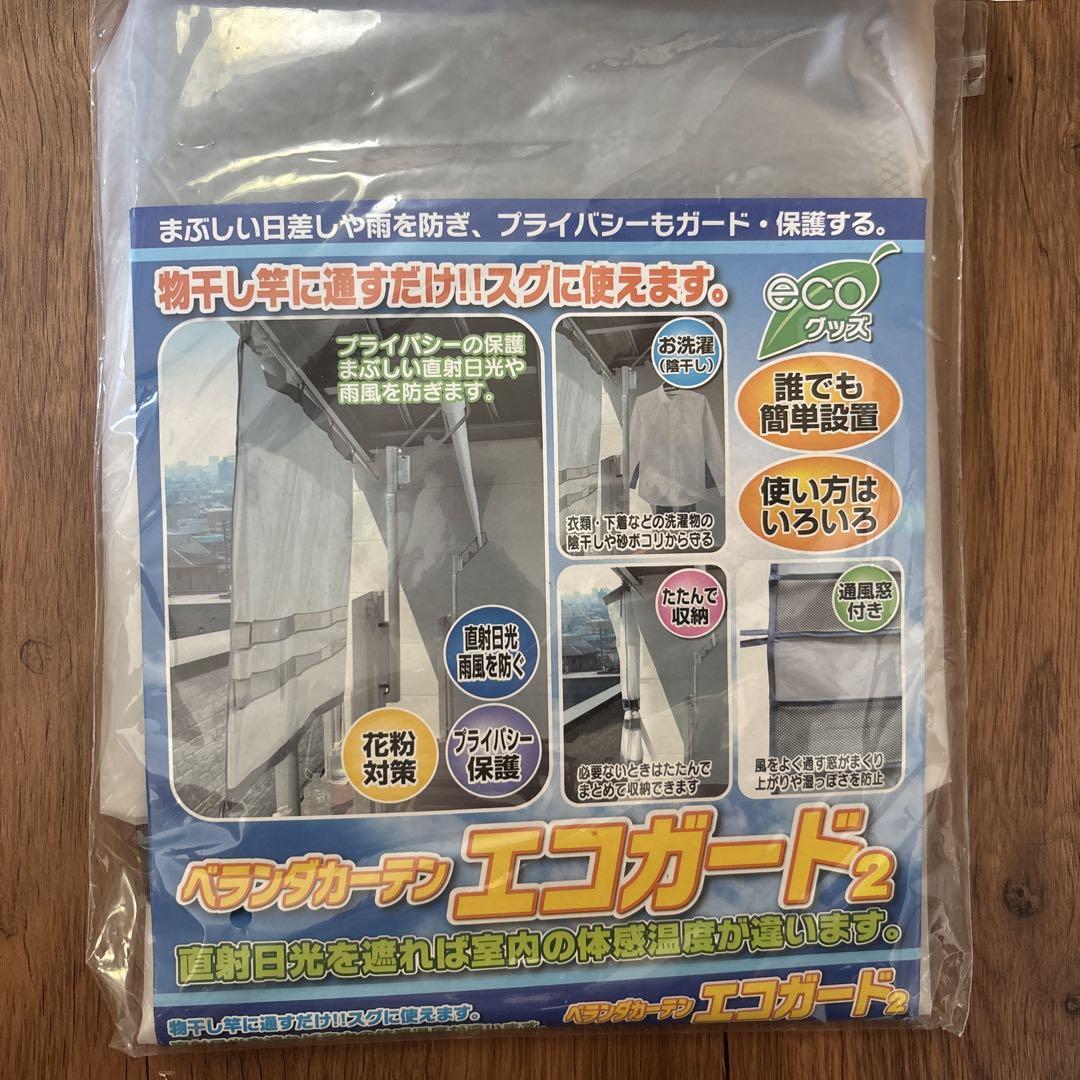 まぶしい日差しや雨を防ぎ、プライバシーもガード・保護する。
物干し竿に通すだけ!!スグに使えます。
eco
グッズ
プライバシーの保護
まぶしい直射日光や
雨風を防ぎます。
お洗濯
(陰干し)
誰でも
簡単設置
使い方は
いろいろ
衣類・下着などの洗濯物の
陰干しや砂ボコリから守る
たたんで
収納
通風窓
付き
直射日光
雨風を防ぐ
花粉
対策
プライバシー
保護
必要ないときはたたんで
まとめて収納できます
風をよく通す窓がまくり
上がりや湿っぽさを防止
ベランダカーテン エコガード2
直射日光を遮れば室内の体感温度が違います。
物干し竿に通すだけ!!スグに使えます。
ベランダカーテン エコガード2